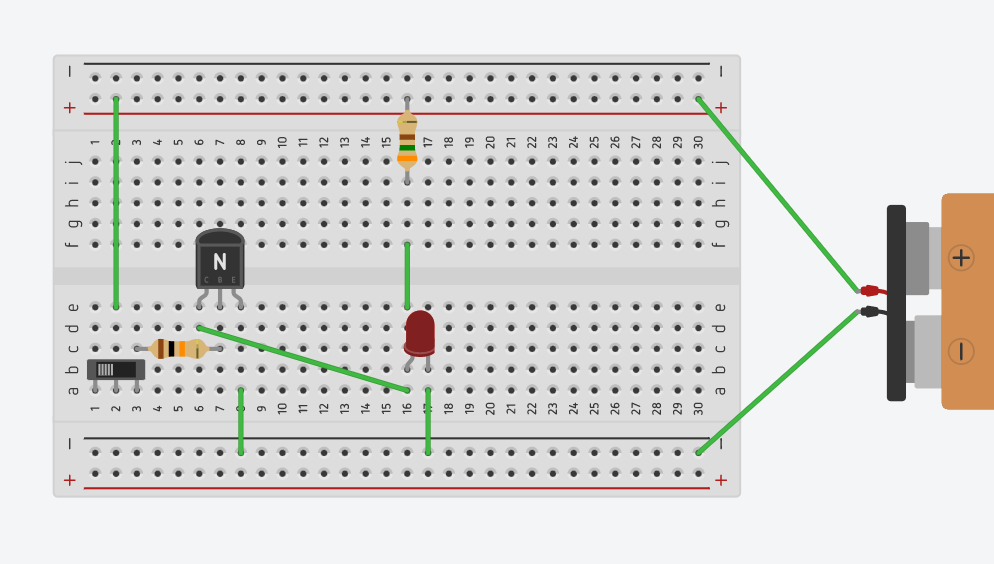 − −
+ +
1 2 3 4 5 6 7 8 9 10 11 12 13 14 15 16 17 18 19 20 21 22 23 24 25 26 27 28 29 30
j j
i i
h h
g g
f f
N
C B E
+
e e
d d
c c
−
b b
a a
1 2 3 4 5 6 7 8 9 10 11 12 13 14 15 16 17 18 19 20 21 22 23 24 25 26 27 28 29 30
− −
+ +